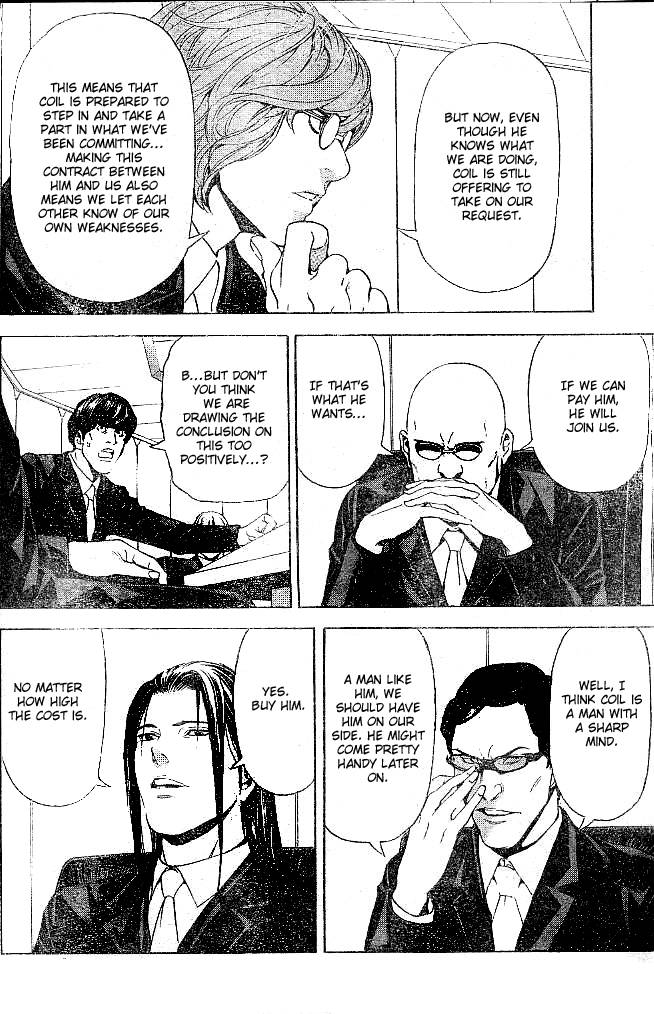 BUT NOW, EVEN
THOUGH HE
KNOWS WHAT
WE ARE DOING,
COIL IS STILL
OFFERING TO
TAKE ON OUR
REQUEST.
THIS MEANS THAT
COIL IS PREPARED TO
STEP IN AND TAKE A
PART IN WHAT WE'VE
BEEN COMMITTING...
MAKING THIS
CONTRACT BETWEEN
HIM AND US ALSO
MEANS WE LET EACH
OTHER KNOW OF OUR
OWN WEAKNESSES.
IF WE CAN
PAY HIM,
HE WILL
JOIN US.
IF THAT'S
WHAT HE
WANTS...
B...BUT DON'T
YOU THINK
WE ARE
DRAWING THE
CONCLUSION ON
THIS TOO
POSITIVELY...?
WELL, I
THINK COIL IS
A MAN WITH
A SHARP
MIND.
A MAN LIKE
HIM, WE
SHOULD HAVE
HIM ON OUR
SIDE. HE MIGHT
COME PRETTY
HANDY LATER
ON.
YES.
BUY HIM.
NO MATTER
HOW HIGH
THE COST IS.